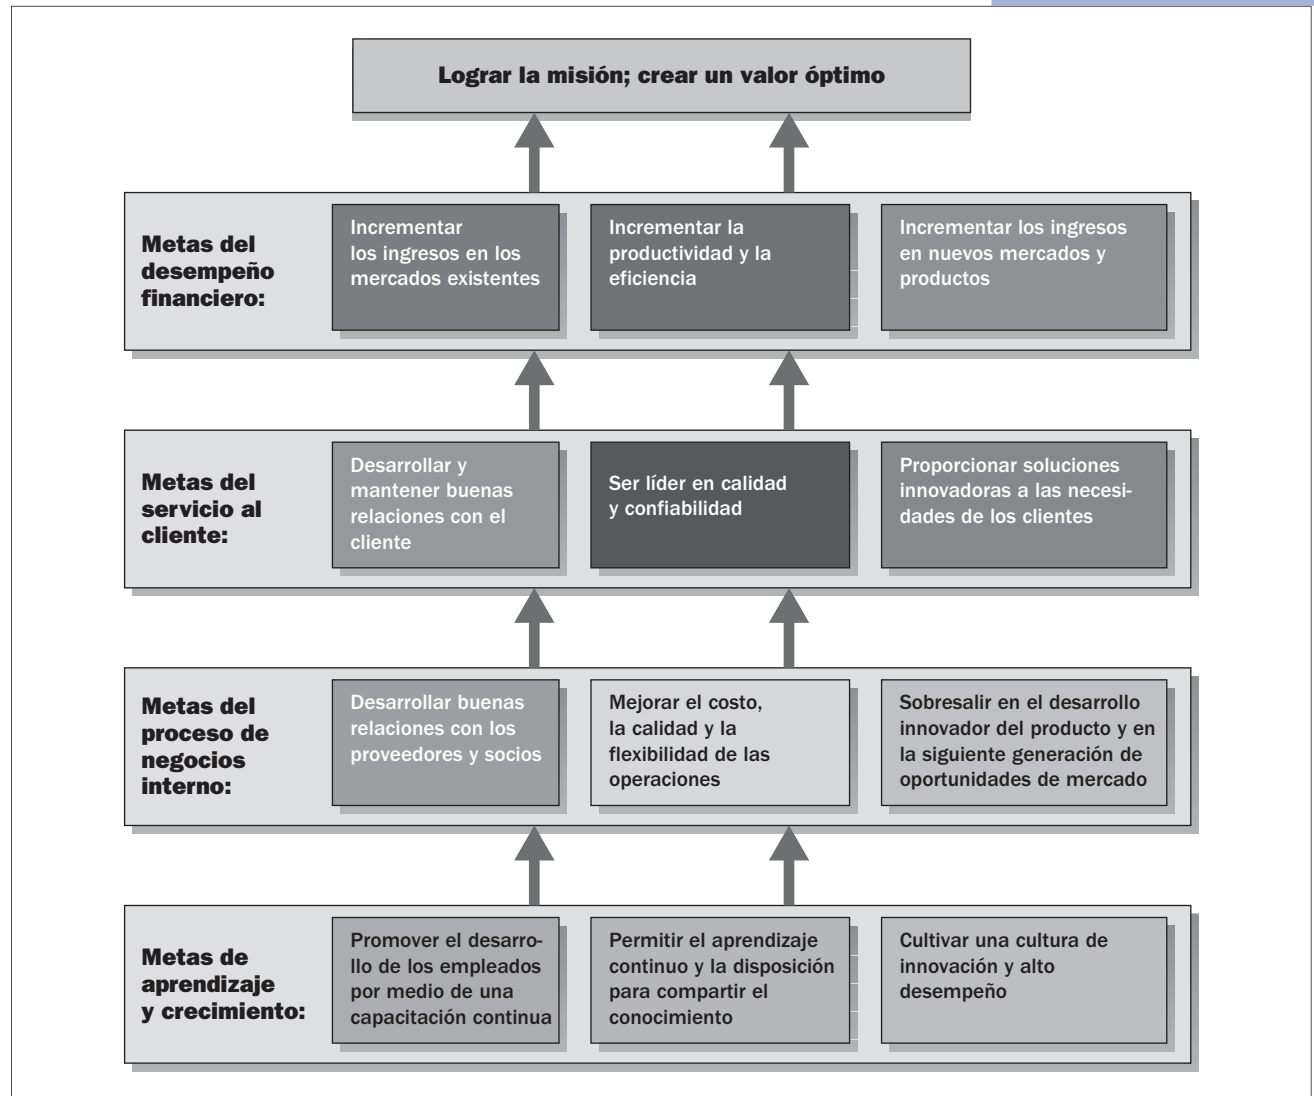 Lograr la misión; crear un valor óptimo
Metas del
desempeño
financiero:
Incrementar
los ingresos en los
mercados existentes
Incrementar la
productividad y la
eficiencia
Incrementar los ingresos
en nuevos mercados y
productos
Metas del
servicio al
cliente:
Desarrollar y
mantener buenas
relaciones con el
cliente
Ser líder en calidad
y confiabilidad
Proporcionar soluciones
innovadoras a las necesi-
dades de los clientes
Metas del
proceso de
negocios
interno:
Desarrollar buenas
relaciones con los
proveedores y socios
Mejorar el costo,
la calidad y la
flexibilidad de las
operaciones
Sobresalir en el desarrollo
innovador del producto y en
la siguiente generación de
oportunidades de mercado
Metas de
aprendizaje
y crecimiento:
Promover el desarro-
llo de los empleados
por medio de una
capacitación continua
Permitir el aprendizaje
continuo y la disposición
para compartir el
conocimiento
Cultivar una cultura de
innovación y alto
desempeño